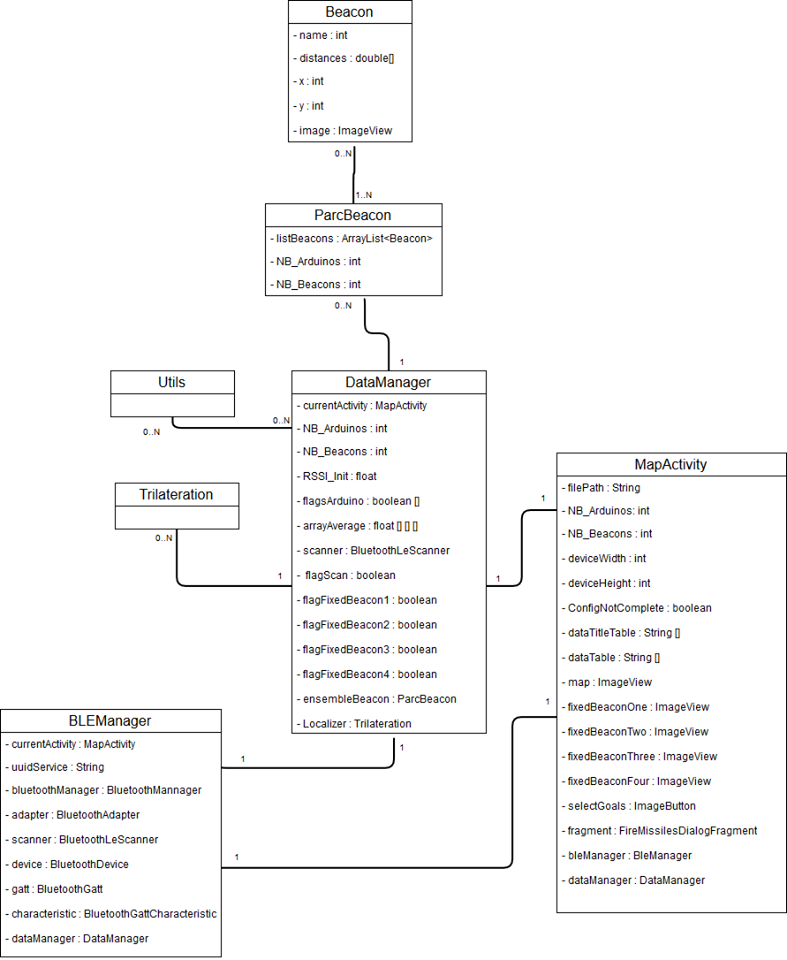 Beacon
- name : int
- distances : double[]
- x : int
- y : int
- image : ImageView
0..N
1..N
ParcBeacon
- listBeacons : ArrayList<Beacon>
- NB_Arduinos : int
- NB_Beacons : int
0..N
1
Utils
0..N
0..N
Trilateration
0..N
1
DataManager
- currentActivity : MapActivity
- NB_Arduinos : int
- NB_Beacons : int
- RSSI_Init : float
- flagsArduino : boolean []
- arrayAverage : float [] [] []
- scanner : BluetoothLeScanner
- flagScan : boolean
- flagFixedBeacon1 : boolean
- flagFixedBeacon2 : boolean
- flagFixedBeacon3 : boolean
- flagFixedBeacon4 : boolean
- ensembleBeacon : ParcBeacon
- Localizer : Trilateration
1
1
1
1
MapActivity
- filePath : String
- NB_Arduinos: int
- NB_Beacons : int
- deviceWidth : int
- deviceHeight : int
- ConfigNotComplete : boolean
- dataTitleTable : String []
- dataTable : String []
- map : ImageView
- fixedBeaconOne : ImageView
- fixedBeaconTwo : ImageView
- fixedBeaconThree : ImageView
- fixedBeaconFour : ImageView
- selectGoals : ImageButton
- fragment : FireMissilesDialogFragment
- bleManager : BleManager
- dataManager : DataManager
1
1
BLEManager
- currentActivity : MapActivity
- uuidService : String
- bluetoothManager : BluetoothMannager
- adapter : BluetoothAdapter
- scanner : BluetoothLeScanner
- device : BluetoothDevice
- gatt : BluetoothGatt
- characteristic : BluetoothGattCharacteristic
- dataManager : DataManager